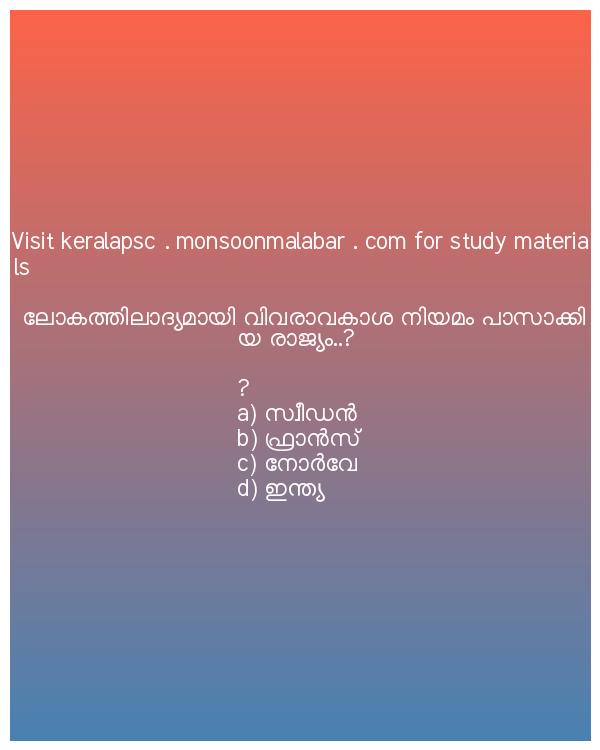 Visit keralapsc . monsoonmalabar . com for study materia
ls
ലോകത്തിലാദ്യമായി വിവരാവകാശ നിയമം പാസാക്കി
യ രാജ്യം..?
?
a) സ്വീഡൻ
b) ഫ്രാൻസ്
c) നോർവേ
d) ഇന്ത്യ